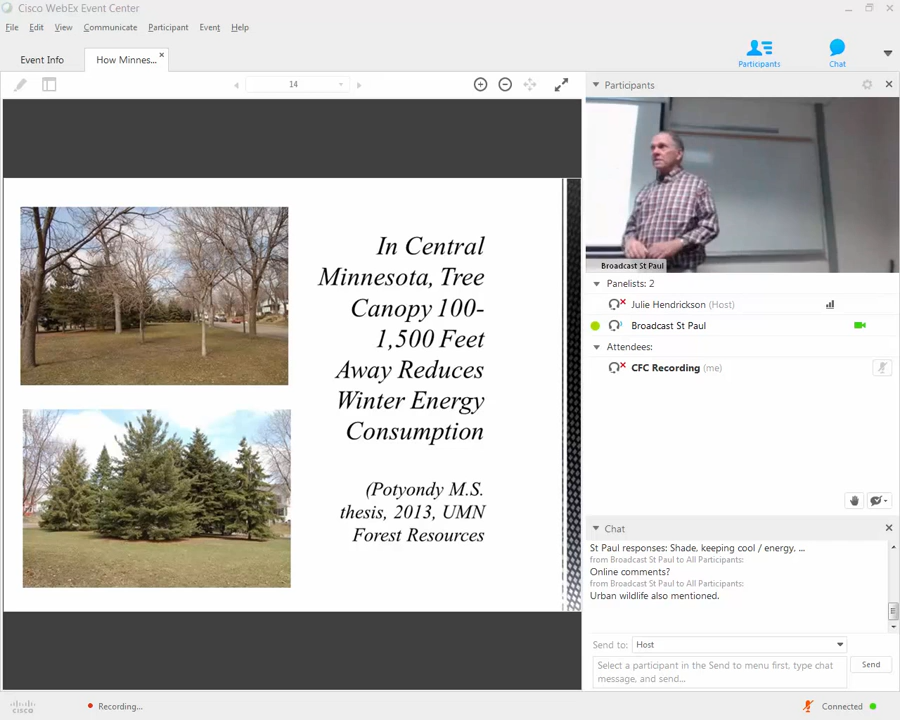 Cisco WebEx Event Center
File Edit View Communicate Participant Event Help
Event Info
How Minnes...
Participants
Chat
14
Participants
In Central
Minnesota, Tree
Canopy 100-
1,500 Feet
Away Reduces
Winter Energy
Consumption
(Potyondy M.S.
thesis, 2013, UMN
Forest Resources
Broadcast St Paul
Panelists: 2
Julie Hendrickson (Host)
Broadcast St Paul
Attendees:
CFC Recording (me)
Chat
St Paul responses: Shade, keeping cool / energy. ...
from Broadcast St Paul to All Participants:
Online comments?
from Broadcast St Paul to All Participants:
Urban wildlife also mentioned.
Send to: Host
Select a participant in the Send to menu first, type chat
message, and send...
Send
cisco
Recording...
Connected